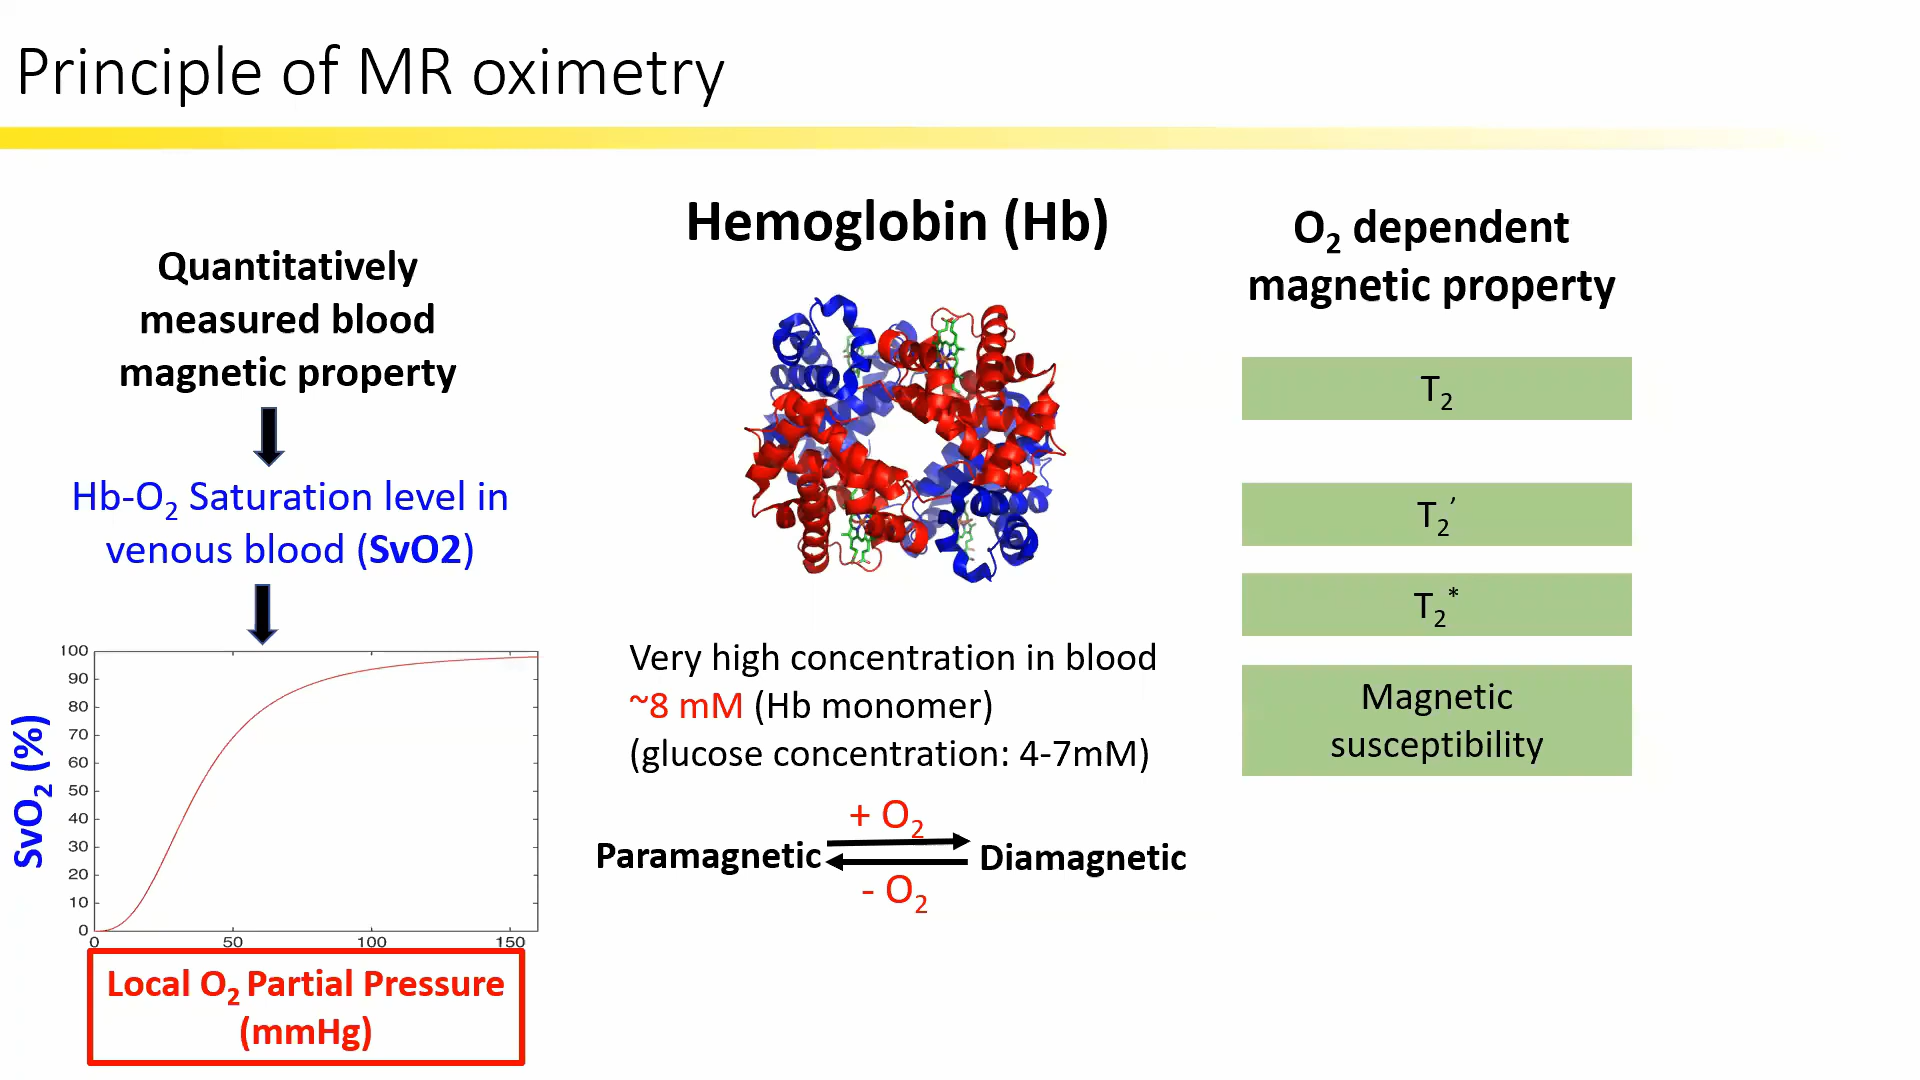 Principle of MR oximetry
Quantitatively
measured blood
magnetic property
Hb-O₂ Saturation level in
venous blood (SvO2)
SvO₂ (%)
100
90
80
70
60
50
40
30
20
10
0
0 50 100 150
Local O₂ Partial Pressure
(mmHg)
Hemoglobin (Hb)
Very high concentration in blood
~8 mM (Hb monomer)
(glucose concentration: 4-7mM)
+ O₂
Paramagnetic Diamagnetic
- O₂
O₂ dependent
magnetic property
T₂
T₂′
T₂*
Magnetic
susceptibility